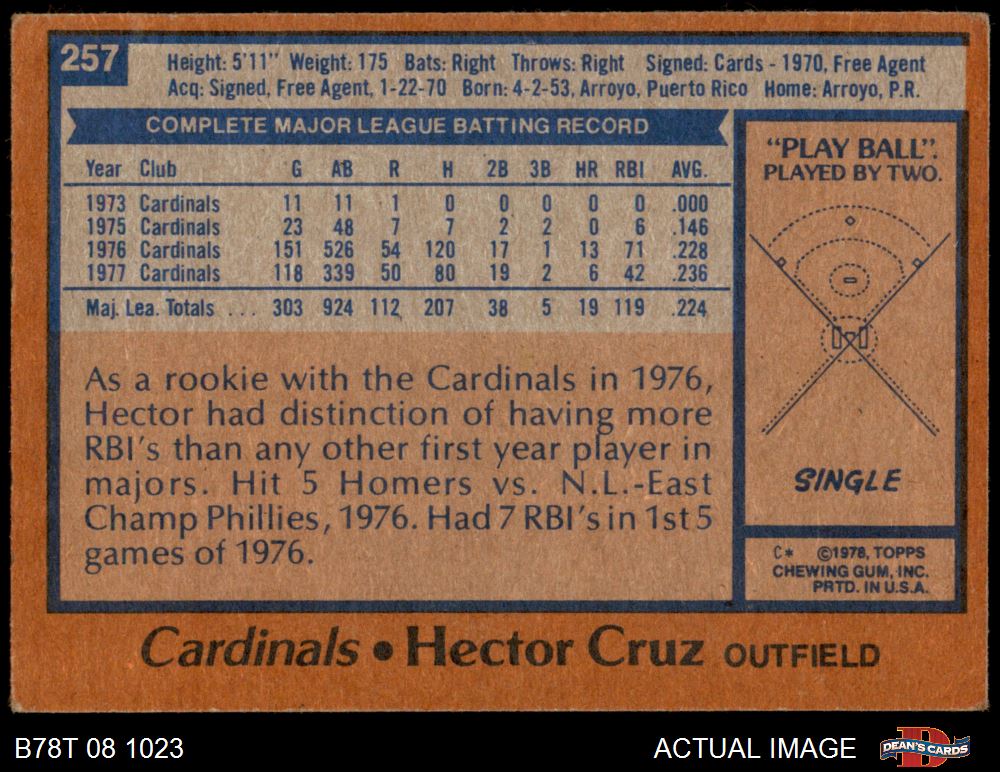 257
Height: 5'11" Weight: 175 Bats: Right Throws: Right Signed: Cards - 1970, Free Agent
Acq: Signed, Free Agent, 1-22-70 Born: 4-2-53, Arroyo, Puerto Rico Home: Arroyo, P.R.
COMPLETE MAJOR LEAGUE BATTING RECORD
Year Club G AB R H 2B 3B HR RBI AVG.
1973 Cardinals 11 11 1 0 0 0 0 0 .000
1975 Cardinals 23 48 7 7 2 2 0 6 .146
1976 Cardinals 151 526 54 120 17 1 13 71 .228
1977 Cardinals 118 339 50 80 19 2 6 42 .236
Maj. Lea. Totals . . . 303 924 112 207 38 5 19 119 .224
As a rookie with the Cardinals in 1976,
Hector had distinction of having more
RBI's than any other first year player in
majors. Hit 5 Homers vs. N.L.-East
Champ Phillies, 1976. Had 7 RBI's in 1st 5
games of 1976.
"PLAY BALL".
PLAYED BY TWO.
SINGLE
C* ©1978, TOPPS
CHEWING GUM, INC.
PRTD. IN U.S.A.
Cardinals • Hector Cruz OUTFIELD
B78T 08 1023
ACTUAL IMAGE
DEAN'S CARDS